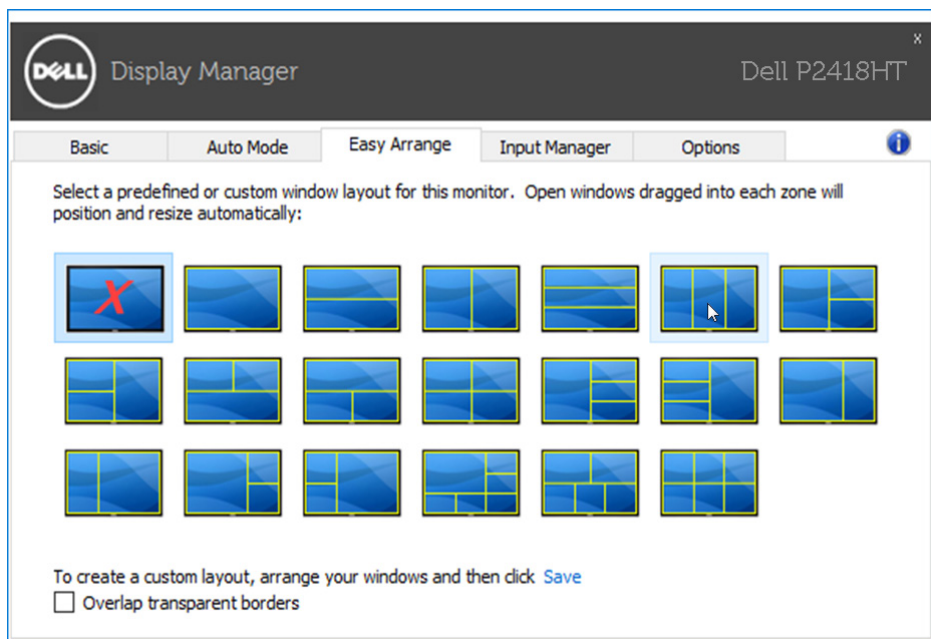 x
DELL Display Manager Dell P2418HT
Basic Auto Mode Easy Arrange Input Manager Options i
Select a predefined or custom window layout for this monitor. Open windows dragged into each zone will
position and resize automatically:
X
To create a custom layout, arrange your windows and then click Save
Overlap transparent borders